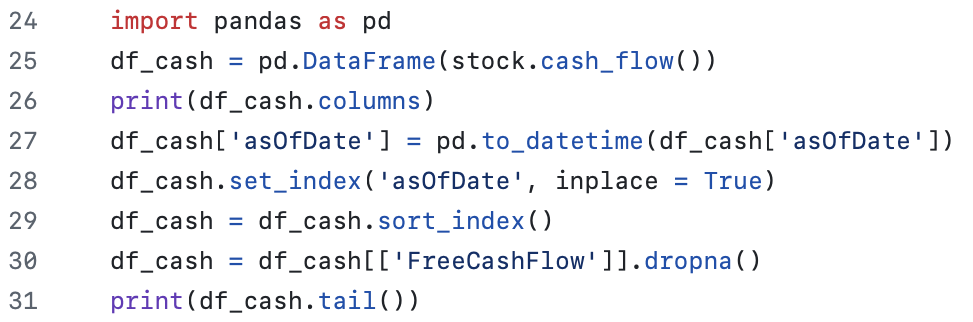 24 import pandas as pd
25 df_cash = pd.DataFrame(stock.cash_flow())
26 print(df_cash.columns)
27 df_cash['asOfDate'] = pd.to_datetime(df_cash['asOfDate'])
28 df_cash.set_index('asOfDate', inplace = True)
29 df_cash = df_cash.sort_index()
30 df_cash = df_cash[['FreeCashFlow']].dropna()
31 print(df_cash.tail())